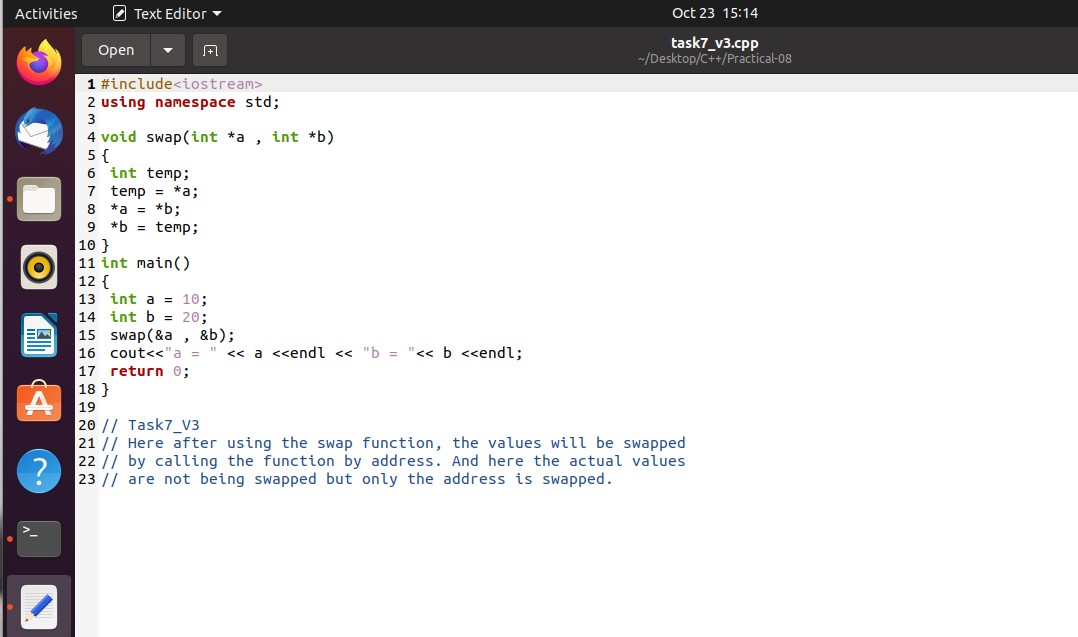 Activities Text Editor Oct 23 15:14
Open task7_v3.cpp
~/Desktop/C++/Practical-08
1 #include<iostream>
2 using namespace std;
3
4 void swap(int *a , int *b)
5 {
6  int temp;
7  temp = *a;
8  *a = *b;
9  *b = temp;
10 }
11 int main()
12 {
13  int a = 10;
14  int b = 20;
15  swap(&a , &b);
16  cout<<"a = " << a <<endl << "b = "<< b <<endl;
17  return 0;
18 }
19
20 // Task7_V3
21 // Here after using the swap function, the values will be swapped
22 // by calling the function by address. And here the actual values
23 // are not being swapped but only the address is swapped.